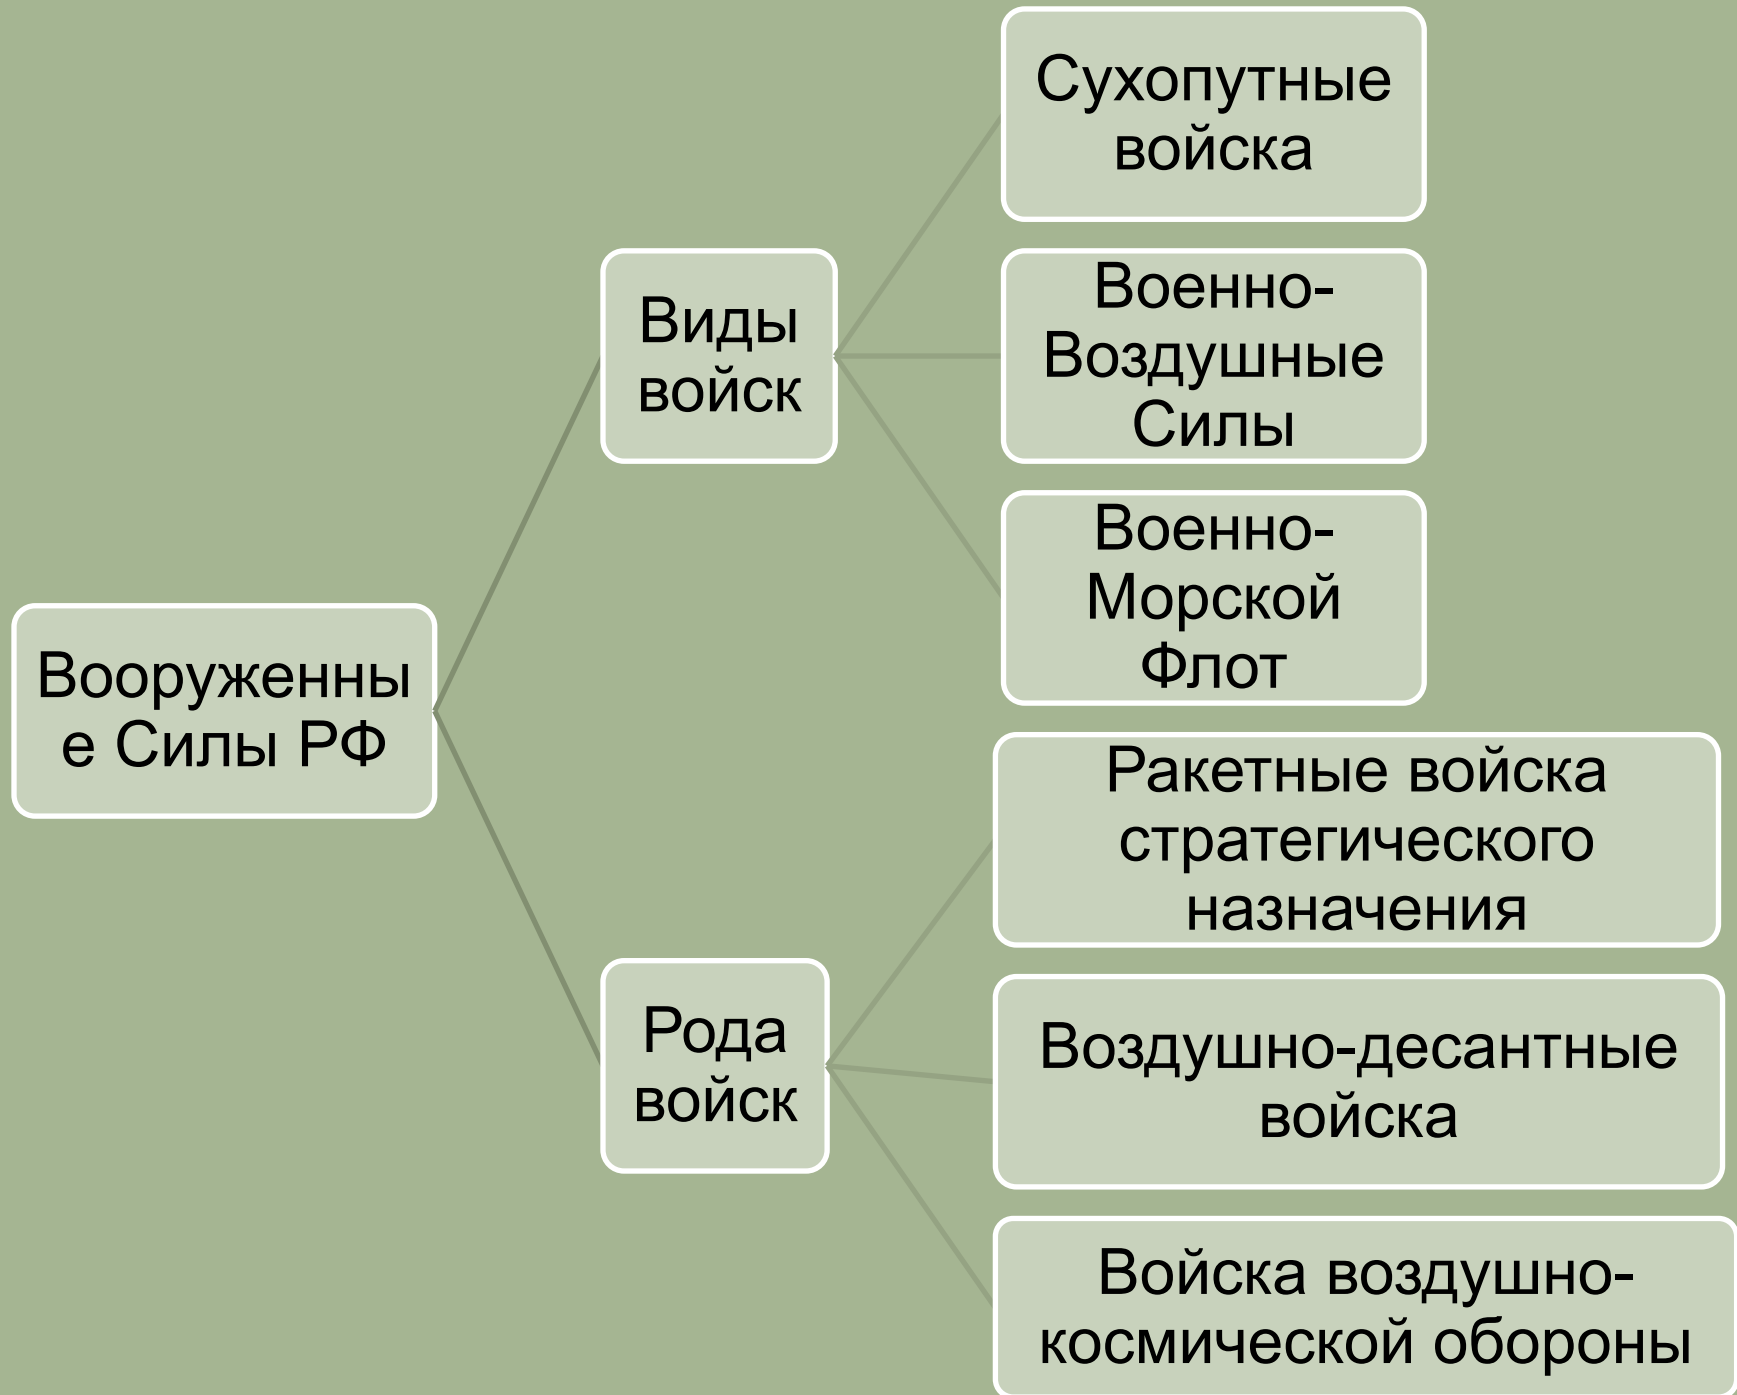 Сухопутные
войска
Виды
войск
Военно-
Воздушные
Силы
Военно-
Морской
Флот
Вооруженны
е Силы РФ
Рода
войск
Ракетные войска
стратегического
назначения
Воздушно-десантные
войска
Войска воздушно-
космической обороны